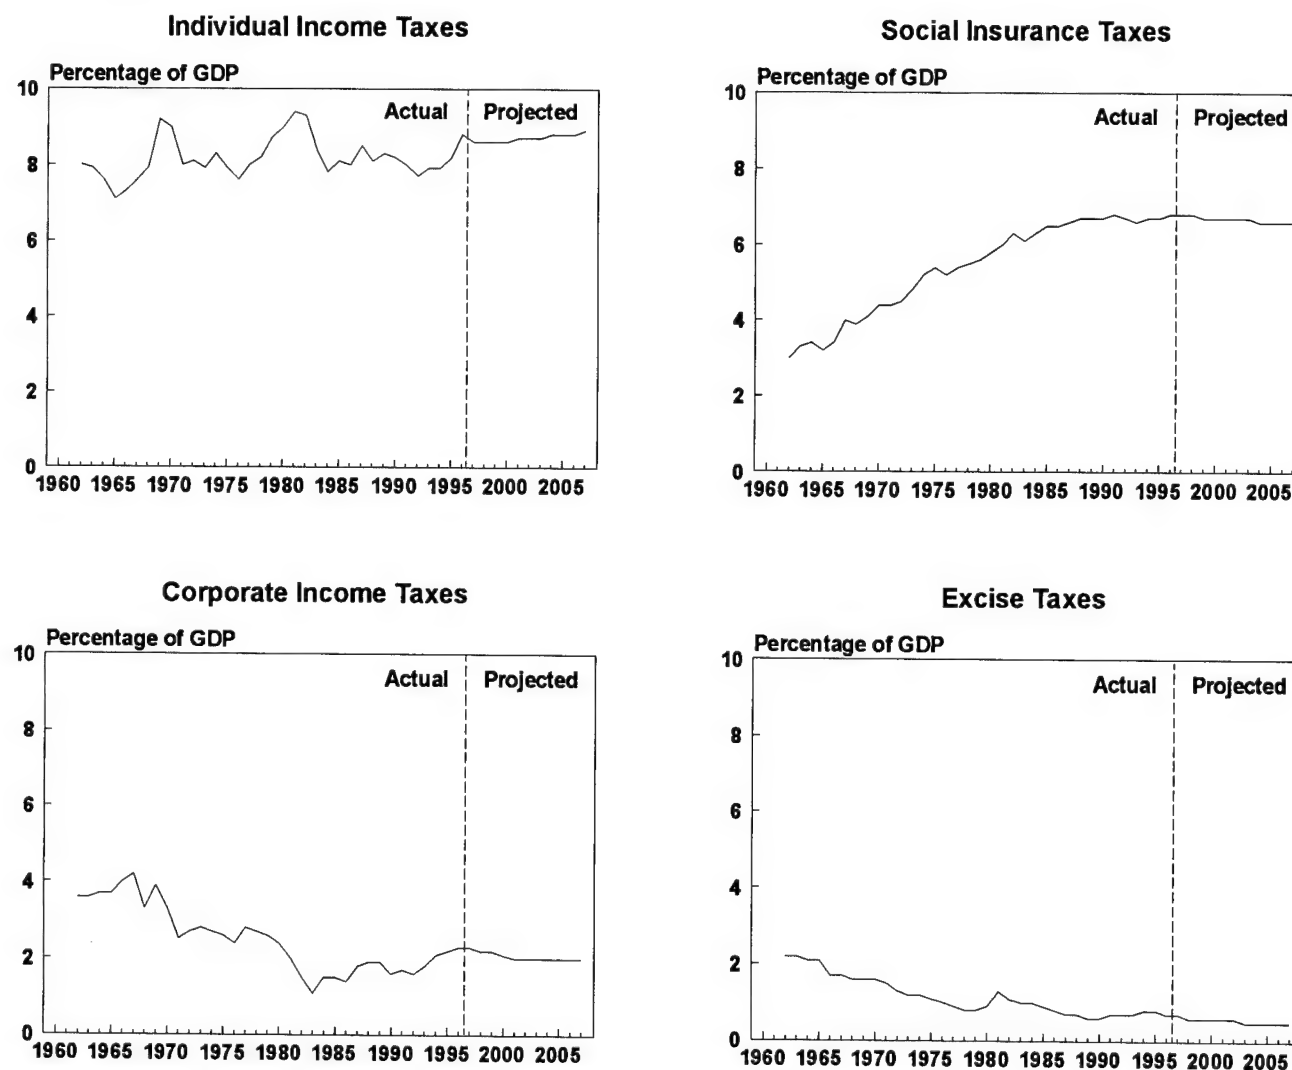 Individual Income Taxes
Percentage of GDP
10
Actual Projected
8
6
4
2
0
1960 1965 1970 1975 1980 1985 1990 1995 2000 2005
Social Insurance Taxes
Percentage of GDP
10
Actual Projected
8
6
4
2
0
1960 1965 1970 1975 1980 1985 1990 1995 2000 2005
Corporate Income Taxes
Percentage of GDP
10
Actual Projected
8
6
4
2
0
1960 1965 1970 1975 1980 1985 1990 1995 2000 2005
Excise Taxes
Percentage of GDP
10
Actual Projected
8
6
4
2
0
1960 1965 1970 1975 1980 1985 1990 1995 2000 2005